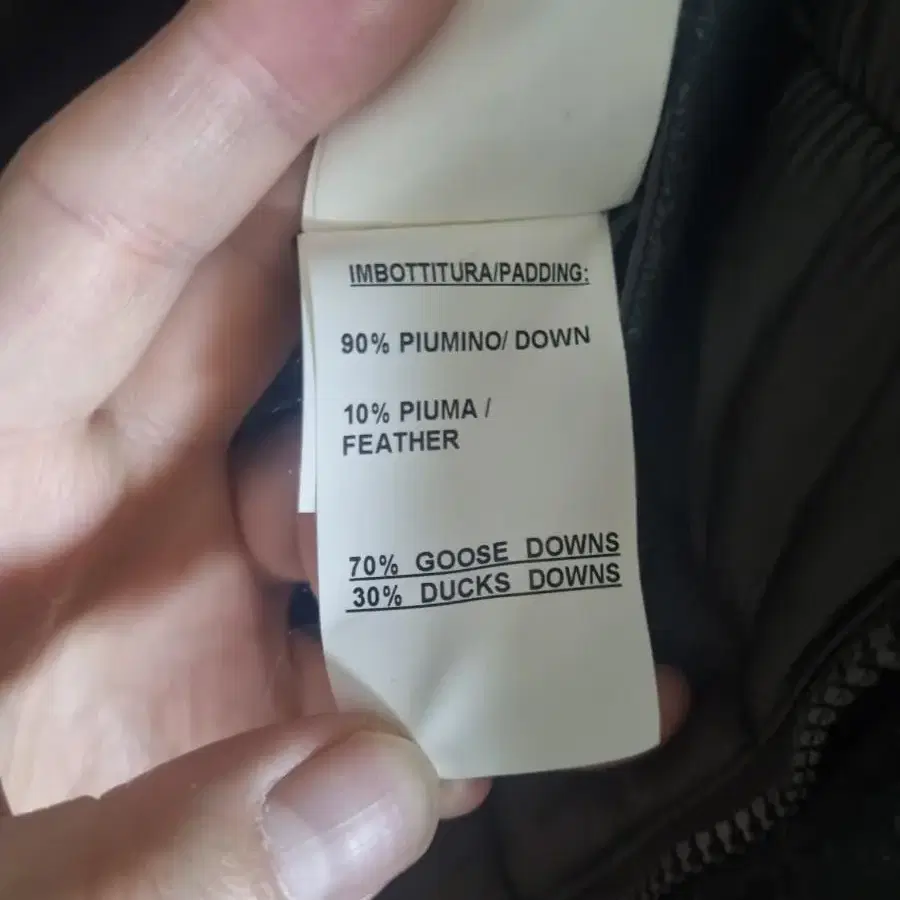 IMBOTTITURA/PADDING:
90% PIUMINO/ DOWN
10% PIUMA /
FEATHER
70% GOOSE DOWNS
30% DUCKS DOWNS